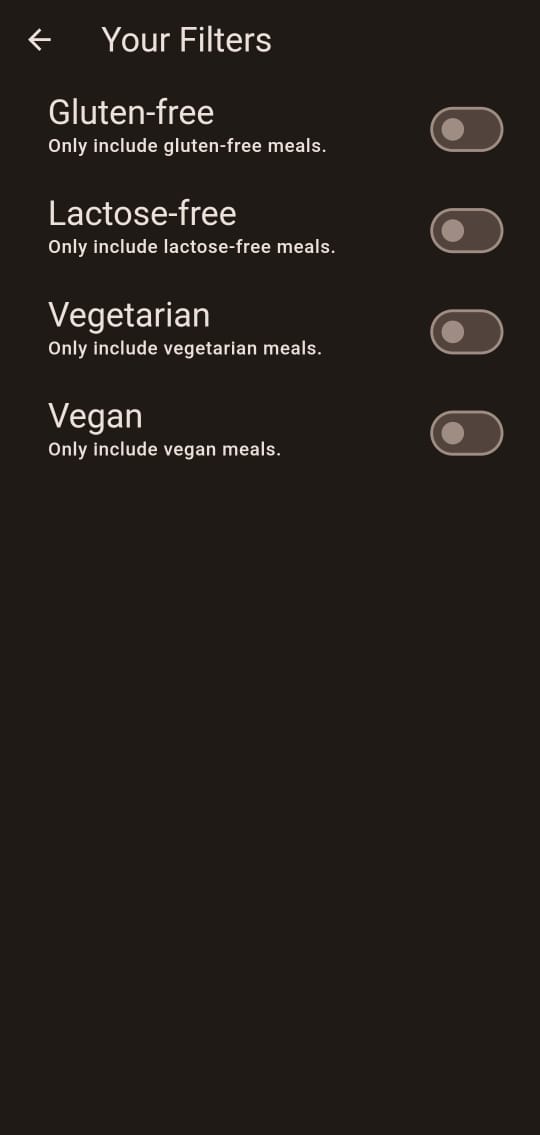 Your Filters
Gluten-free
Only include gluten-free meals.
Lactose-free
Only include lactose-free meals.
Vegetarian
Only include vegetarian meals.
Vegan
Only include vegan meals.